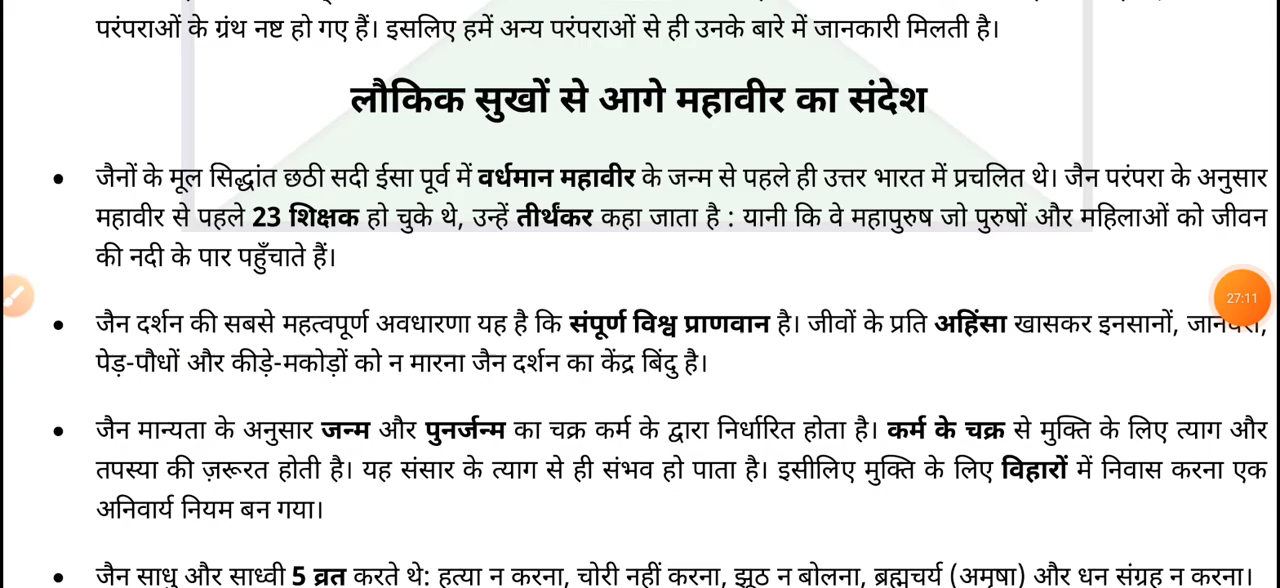 परंपराओं के ग्रंथ नष्ट हो गए हैं। इसलिए हमें अन्य परंपराओं से ही उनके बारे में जानकारी मिलती है।
लौकिक सुखों से आगे महावीर का संदेश
• जैनों के मूल सिद्धांत छठी सदी ईसा पूर्व में वर्धमान महावीर के जन्म से पहले ही उत्तर भारत में प्रचलित थे। जैन परंपरा के अनुसार
महावीर से पहले 23 शिक्षक हो चुके थे, उन्हें तीर्थंकर कहा जाता है : यानी कि वे महापुरुष जो पुरुषों और महिलाओं को जीवन
की नदी के पार पहुँचाते हैं।
27:11
• जैन दर्शन की सबसे महत्वपूर्ण अवधारणा यह है कि संपूर्ण विश्व प्राणवान है। जीवों के प्रति अहिंसा खासकर इनसानों,
पेड़-पौधों और कीड़े-मकोड़ों को न मारना जैन दर्शन का केंद्र बिंदु है।
• जैन मान्यता के अनुसार जन्म और पुनर्जन्म का चक्र कर्म के द्वारा निर्धारित होता है। कर्म के चक्र से मुक्ति के लिए त्याग और
तपस्या की ज़रूरत होती है। यह संसार के त्याग से ही संभव हो पाता है। इसीलिए मुक्ति के लिए विहारों में निवास करना एक
अनिवार्य नियम बन गया।
• जैन साधु और साध्वी 5 व्रत करते थे: हत्या न करना, चोरी नहीं करना, झूठ न बोलना, ब्रह्मचर्य (अमृषा) और धन संग्रह न करना।